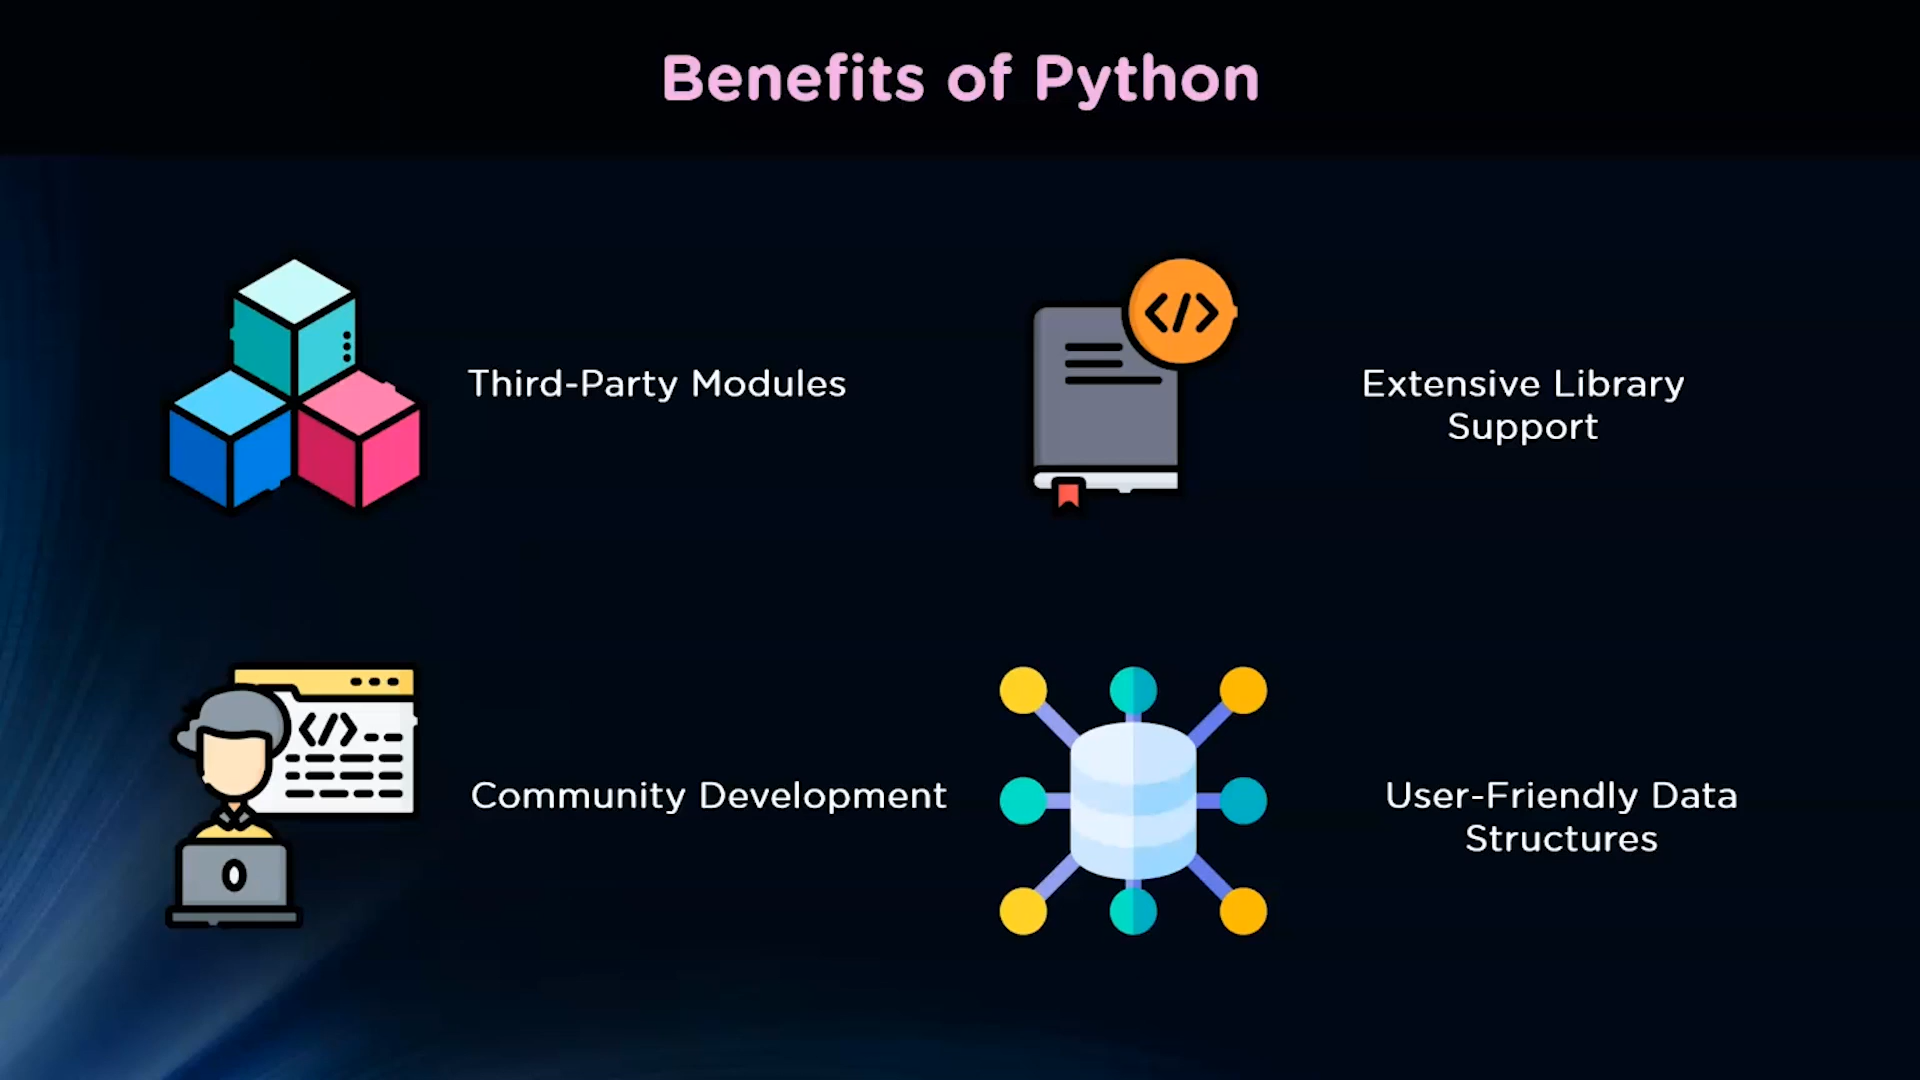 Benefits of Python
Third-Party Modules
Extensive Library
Support
</>
</>
Community Development
User-Friendly Data
Structures